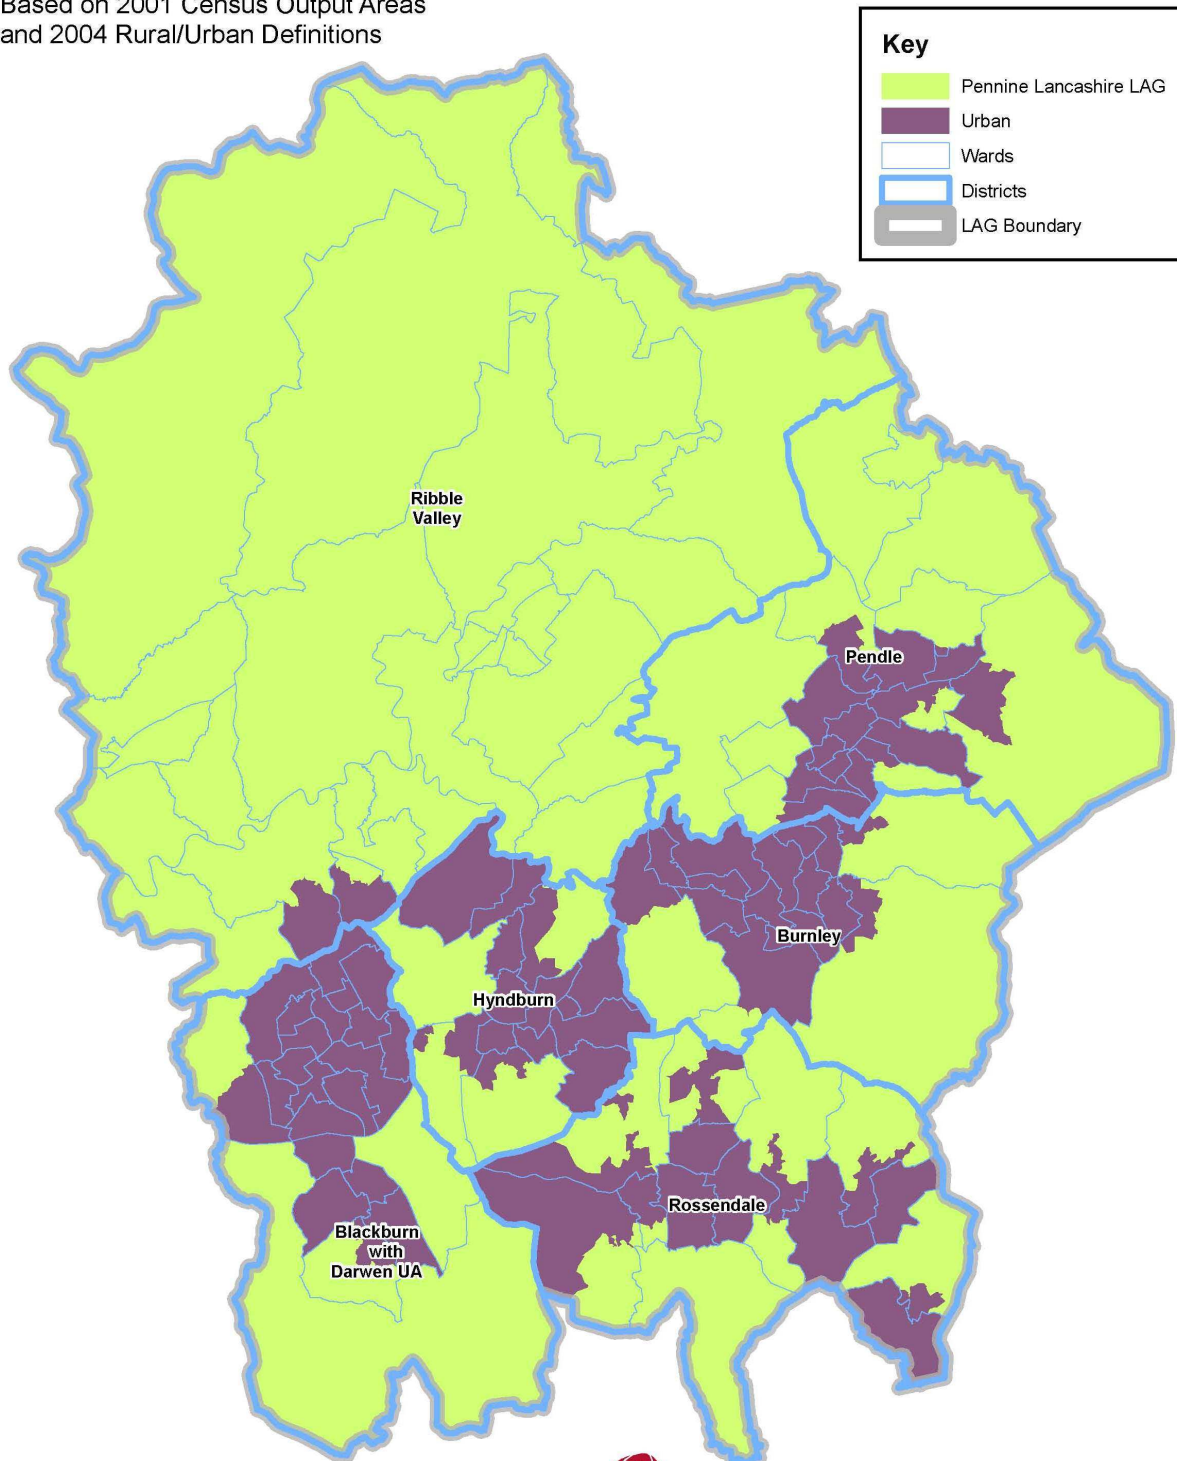 Based on 2001 Census Output Areas
and 2004 Rural/Urban Definitions
Key
Pennine Lancashire LAG
Urban
Wards
Districts
LAG Boundary
Ribble
Valley
Pendle
Burnley
Hyndburn
Rossendale
Blackburn
with
Darwen UA